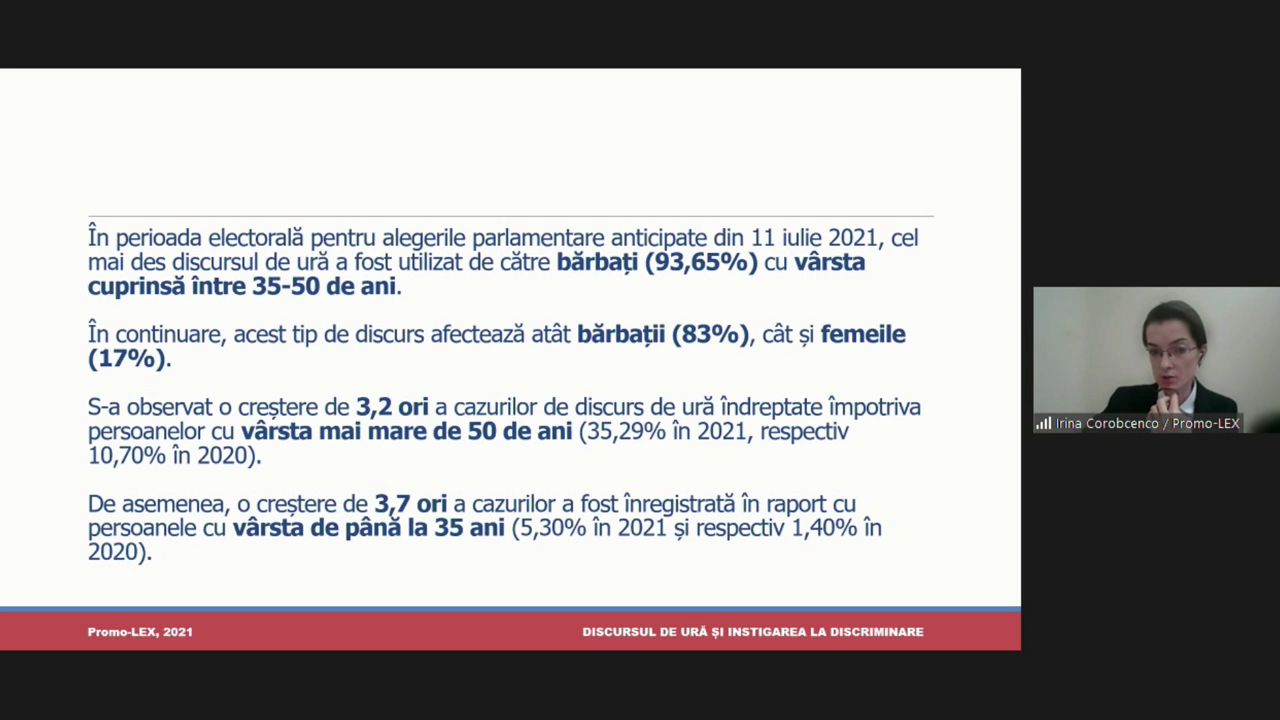 În perioada electorală pentru alegerile parlamentare anticipate din 11 iulie 2021, cel
mai des discursul de ură a fost utilizat de către bărbați (93,65%) cu vârsta
cuprinsă între 35-50 de ani.
În continuare, acest tip de discurs afectează atât bărbații (83%), cât și femeile
(17%).
S-a observat o creștere de 3,2 ori a cazurilor de discurs de ură îndreptate împotriva
persoanelor cu vârsta mai mare de 50 de ani (35,29% în 2021, respectiv
10,70% în 2020).
De asemenea, o creștere de 3,7 ori a cazurilor a fost înregistrată în raport cu
persoanele cu vârsta de până la 35 ani (5,30% în 2021 și respectiv 1,40% în
2020).
Promo-LEX, 2021
DISCURSUL DE URĂ ȘI INSTIGAREA LA DISCRIMINARE
Irina Corobcenco / Promo-LEX